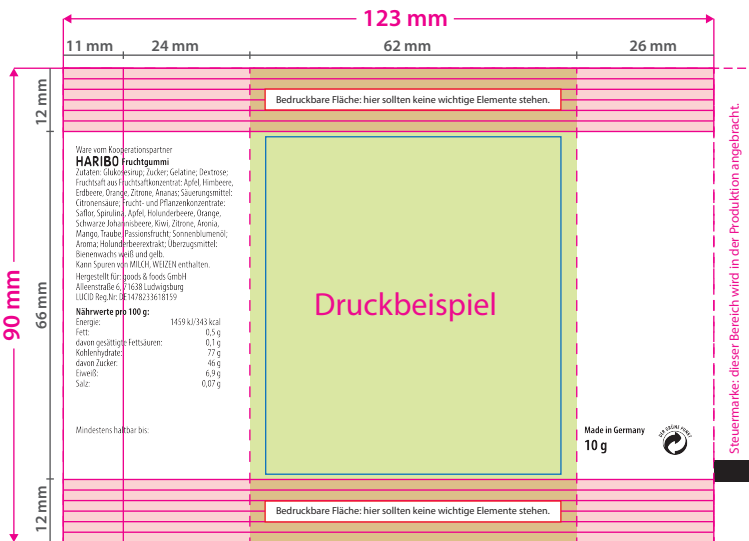 123 mm
11 mm
24 mm
62 mm
26 mm
12 mm
Bedruckbare Fläche: hier sollten keine wichtige Elemente stehen.
90 mm
66 mm
Ware vom Kooperationspartner
HARIBO Fruchtgummi
Zutaten: Glukosesirup; Zucker; Gelatine; Dextrose;
Fruchtsaft aus Fruchtsaftkonzentrat: Apfel, Himbeere,
Erdbeere, Orange, Zitrone, Ananas; Säuerungsmittel:
Citronensäure; Frucht- und Pflanzenkonzentrate:
Saflor, Spirulina, Apfel, Holunderbeere, Orange,
Schwarze Johannisbeere, Kiwi, Zitrone, Aronia,
Mango, Traube, Passionsfrucht; Sonnenblumenöl;
Aroma; Holunderbeerextrakt; Überzugsmittel:
Bienenwachs weiß und gelb.
Kann Spuren von MILCH, WEIZEN enthalten.
Hergestellt für: goods & foods GmbH
Alleenstraße 6, 71638 Ludwigsburg
LUCID Reg.Nr: DE1478233618159
Nährwerte pro 100 g:
Energie: 1459 kJ/343 kcal
Fett: 0,5 g
davon gesättigte Fettsäuren: 0,1 g
Kohlenhydrate: 77 g
davon Zucker: 46 g
Eiweiß: 6,9 g
Salz: 0,07 g
Mindestens haltbar bis:
Druckbeispiel
Made in Germany
10 g
DER GRÜNE PUNKT
Steuermarke: dieser Bereich wird in der Produktion angebracht.
12 mm
Bedruckbare Fläche: hier sollten keine wichtige Elemente stehen.